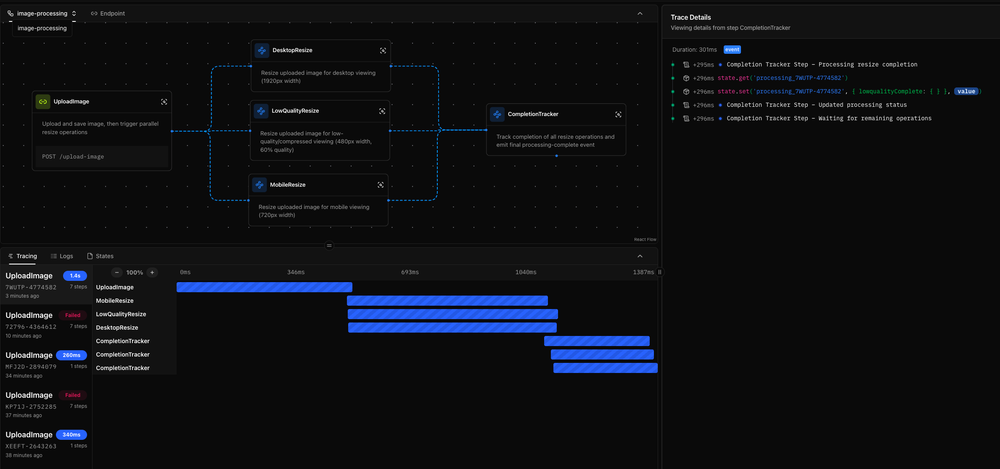 image-processing
Endpoint
image-processing
UploadImage
Upload and save image, then trigger parallel
resize operations
POST /upload-image
DesktopResize
Resize uploaded image for desktop viewing
(1920px width)
LowQualityResize
Resize uploaded image for low-
quality/compressed viewing (480px width,
60% quality)
MobileResize
Resize uploaded image for mobile viewing
(720px width)
CompletionTracker
Track completion of all resize operations and
emit final processing-complete event
React Flow
Trace Details
Viewing details from step CompletionTracker
Duration: 301ms event
+295ms Completion Tracker Step – Processing resize completion
+296ms state.get('processing_7WUTP-4774582')
+296ms state.set('processing_7WUTP-4774582', { lowqualityComplete: { } }, value)
+296ms Completion Tracker Step – Updated processing status
+296ms Completion Tracker Step – Waiting for remaining operations
Tracing Logs States
UploadImage 1.4s
7WUTP-4774582 7 steps
3 minutes ago
UploadImage Failed
72796-4364612 7 steps
10 minutes ago
UploadImage 260ms
MFJ2O-2894079 1 steps
34 minutes ago
UploadImage Failed
KP71J-2752285 7 steps
37 minutes ago
UploadImage 340ms
XEEFT-2643263 1 steps
38 minutes ago
− 100% +
0ms 346ms 693ms 1040ms 1387ms
UploadImage
MobileResize
LowQualityResize
DesktopResize
CompletionTracker
CompletionTracker
CompletionTracker